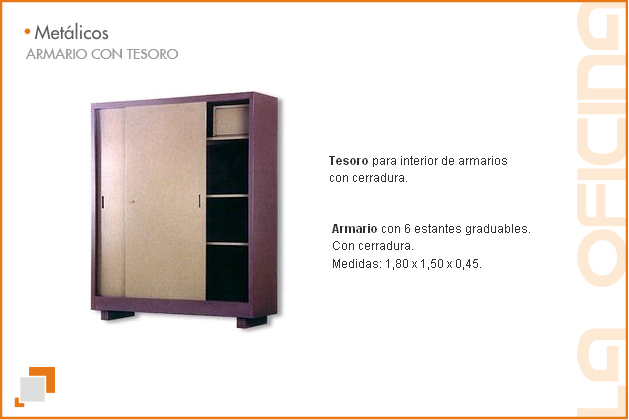 • Metálicos
ARMARIO CON TESORO
Tesoro para interior de armarios
con cerradura.
Armario con 6 estantes graduables.
Con cerradura.
Medidas: 1,80 x 1,50 x 0,45.
LA OFICINA